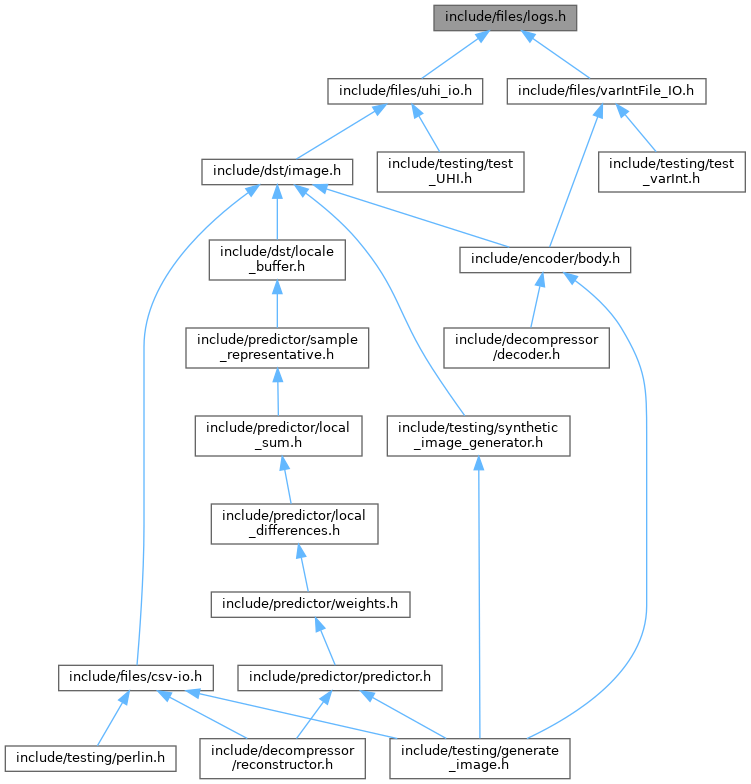 include/files/logs.h
include/files/uhi_io.h
include/files/varIntFile_IO.h
include/dst/image.h
include/testing/test
_UHI.h
include/testing/test
_varInt.h
include/dst/locale
_buffer.h
include/encoder/body.h
include/predictor/sample
_representative.h
include/decompressor
/decoder.h
include/predictor/local
_sum.h
include/testing/synthetic
_image_generator.h
include/predictor/local
_differences.h
include/predictor/weights.h
include/files/csv-io.h
include/predictor/predictor.h
include/testing/perlin.h
include/decompressor
/reconstructor.h
include/testing/generate
_image.h